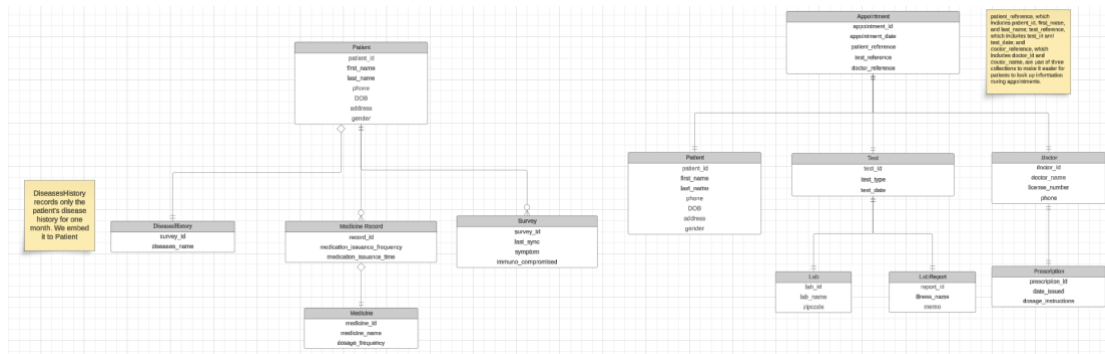 Patient
patient_id
first_name
last_name
phone
DOB
address
gender
DiseasesHistory
records only the
patient's disease
history for one
month. We embed
it to Patient
DiseasesHistory
survey_id
diseases_name
Medicine Record
record_id
medication_issuance_frequency
medication_issuance_time
Survey
survey_id
last_sync
symptom
immuno_compromised
Medicine
medicine_id
medicine_name
dosage_frequency
Appointment
appointment_id
appointment_date
patient_reference
test_reference
doctor_reference
patient_reference, which
includes patient_id, first_name,
and last_name, test_reference,
which includes test_id and
test_date, and
doctor_reference, which
includes doctor_id and
doctor_name, are part of three
collections to make it easier for
patients to look up information
during appointments.
Patient
patient_id
first_name
last_name
phone
DOB
address
gender
Test
test_id
test_type
test_date
Doctor
doctor_id
doctor_name
license_number
phone
Lab
lab_id
lab_name
zipcode
LabReport
report_id
illness_name
memo
Prescription
prescription_id
date_issued
dosage_instructions